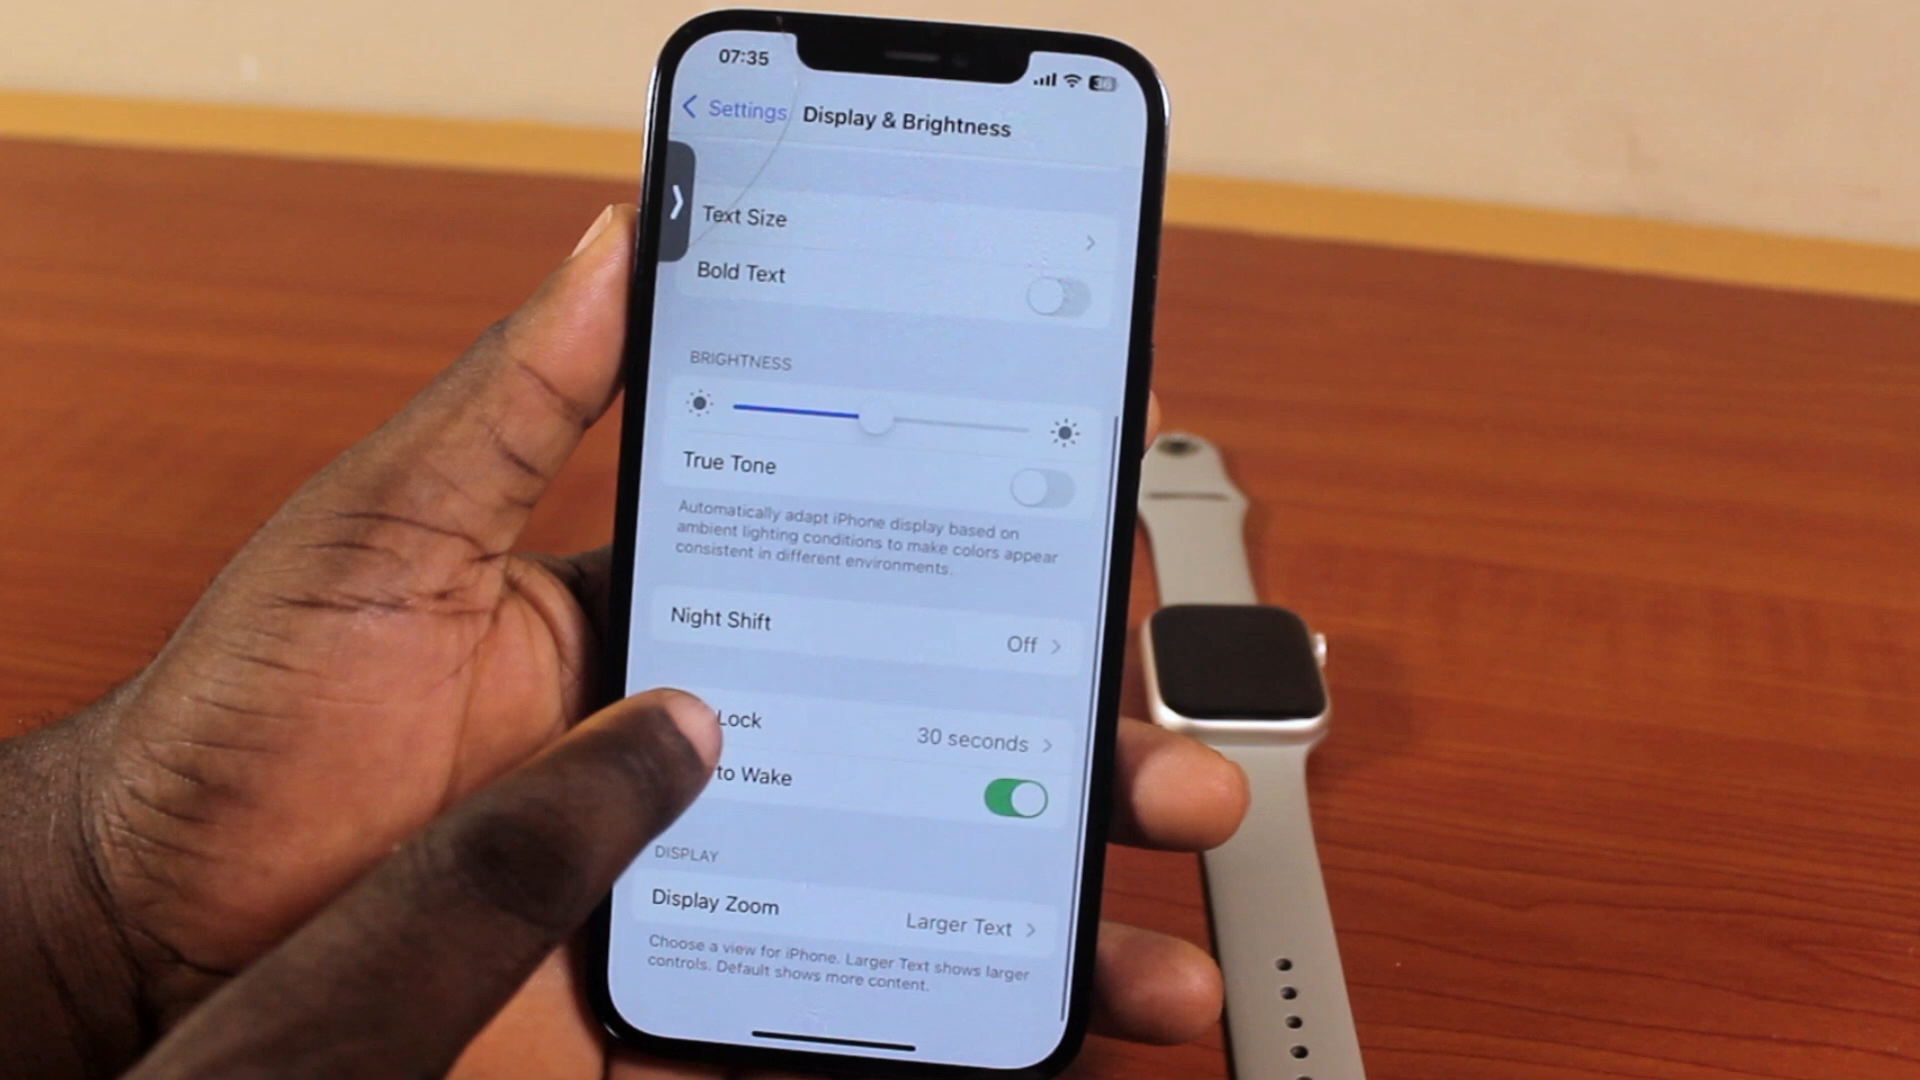 07:35
38
Settings
Display & Brightness
Text Size
Bold Text
BRIGHTNESS
True Tone
Automatically adapt iPhone display based on
ambient lighting conditions to make colors appear
consistent in different environments.
Night Shift Off
Lock 30 seconds
to Wake
DISPLAY
Display Zoom Larger Text
Choose a view for iPhone. Larger Text shows larger
controls. Default shows more content.